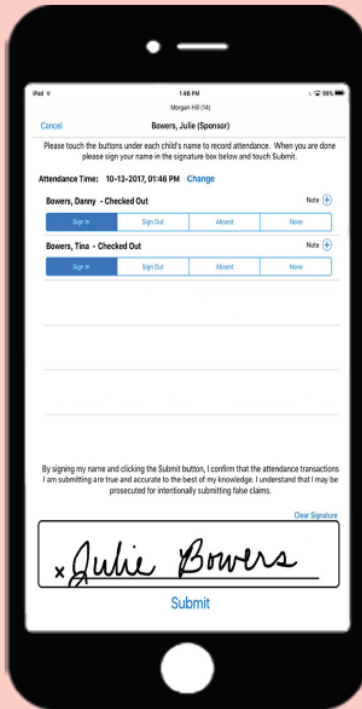 iPad
1:46 PM
98%
Morgan Hill (14)
Cancel
Bowers, Julie (Sponsor)
Please touch the buttons under each child's name to record attendance. When you are done
please sign your name in the signature box below and touch Submit.
Attendance Time: 10-13-2017, 01:46 PM Change
Bowers, Danny - Checked Out
Note
Sign In Sign Out Absent None
Bowers, Tina - Checked Out
Note
Sign In Sign Out Absent None
By signing my name and clicking the Submit button, I confirm that the attendance transactions
I am submitting are true and accurate to the best of my knowledge. I understand that I may be
prosecuted for intentionally submitting false claims.
Clear Signature
x Julie Bowers
Submit